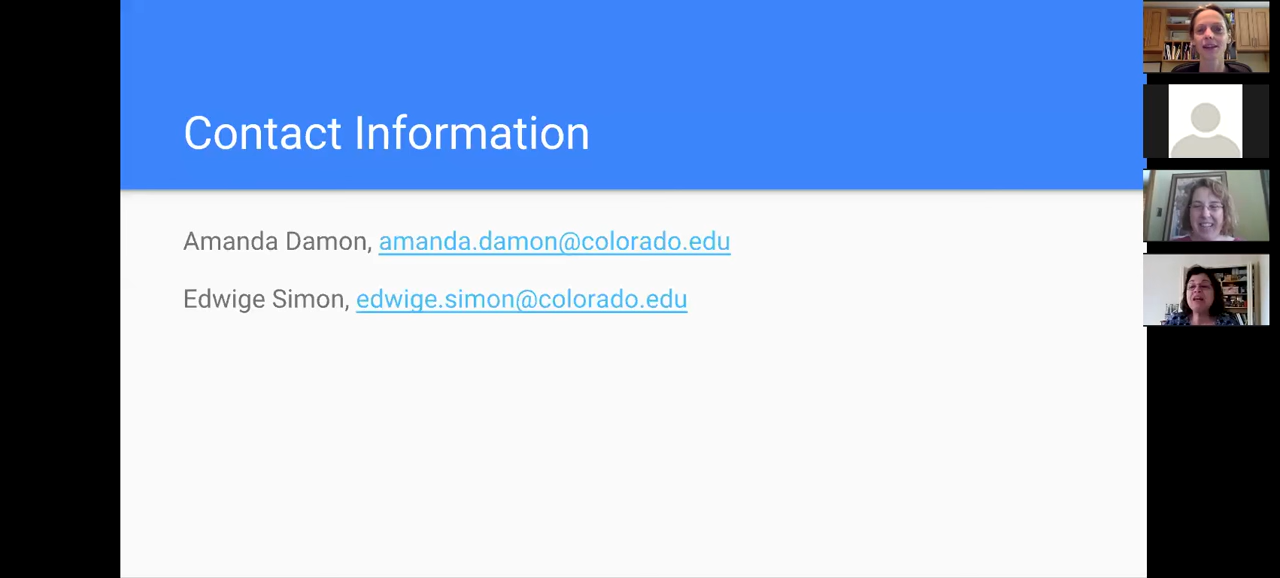 Contact Information
Amanda Damon, amanda.damon@colorado.edu
Edwige Simon, edwige.simon@colorado.edu